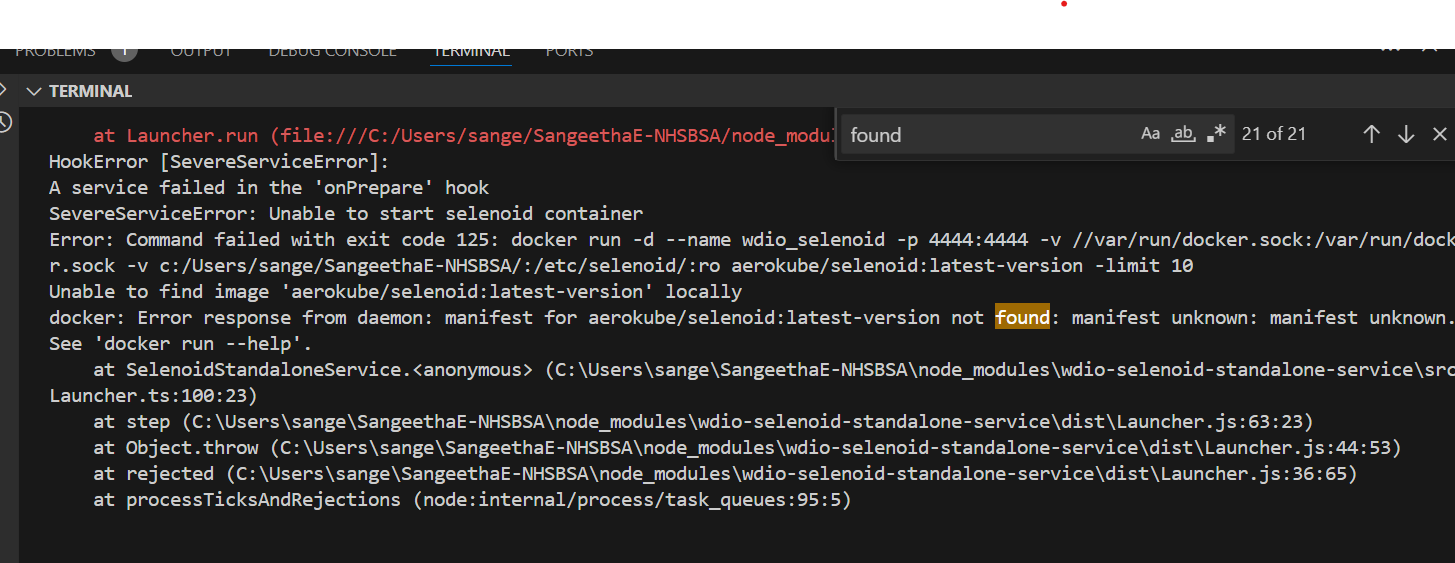 PROBLEMS 1 OUTPUT DEBUG CONSOLE TERMINAL PORTS
TERMINAL
at Launcher.run (file:///C:/Users/sange/SangeethaE-NHSBSA/node_modul
found Aa ab 21 of 21
HookError [SevereServiceError]:
A service failed in the 'onPrepare' hook
SevereServiceError: Unable to start selenoid container
Error: Command failed with exit code 125: docker run -d --name wdio_selenoid -p 4444:4444 -v //var/run/docker.sock:/var/run/dock
r.sock -v c:/Users/sange/SangeethaE-NHSBSA/:/etc/selenoid/:ro aerokube/selenoid:latest-version -limit 10
Unable to find image 'aerokube/selenoid:latest-version' locally
docker: Error response from daemon: manifest for aerokube/selenoid:latest-version not found: manifest unknown: manifest unknown.
See 'docker run --help'.
at SelenoidStandaloneService.<anonymous> (C:\Users\sange\SangeethaE-NHSBSA\node_modules\wdio-selenoid-standalone-service\src
Launcher.ts:100:23)
at step (C:\Users\sange\SangeethaE-NHSBSA\node_modules\wdio-selenoid-standalone-service\dist\Launcher.js:63:23)
at Object.throw (C:\Users\sange\SangeethaE-NHSBSA\node_modules\wdio-selenoid-standalone-service\dist\Launcher.js:44:53)
at rejected (C:\Users\sange\SangeethaE-NHSBSA\node_modules\wdio-selenoid-standalone-service\dist\Launcher.js:36:65)
at processTicksAndRejections (node:internal/process/task_queues:95:5)